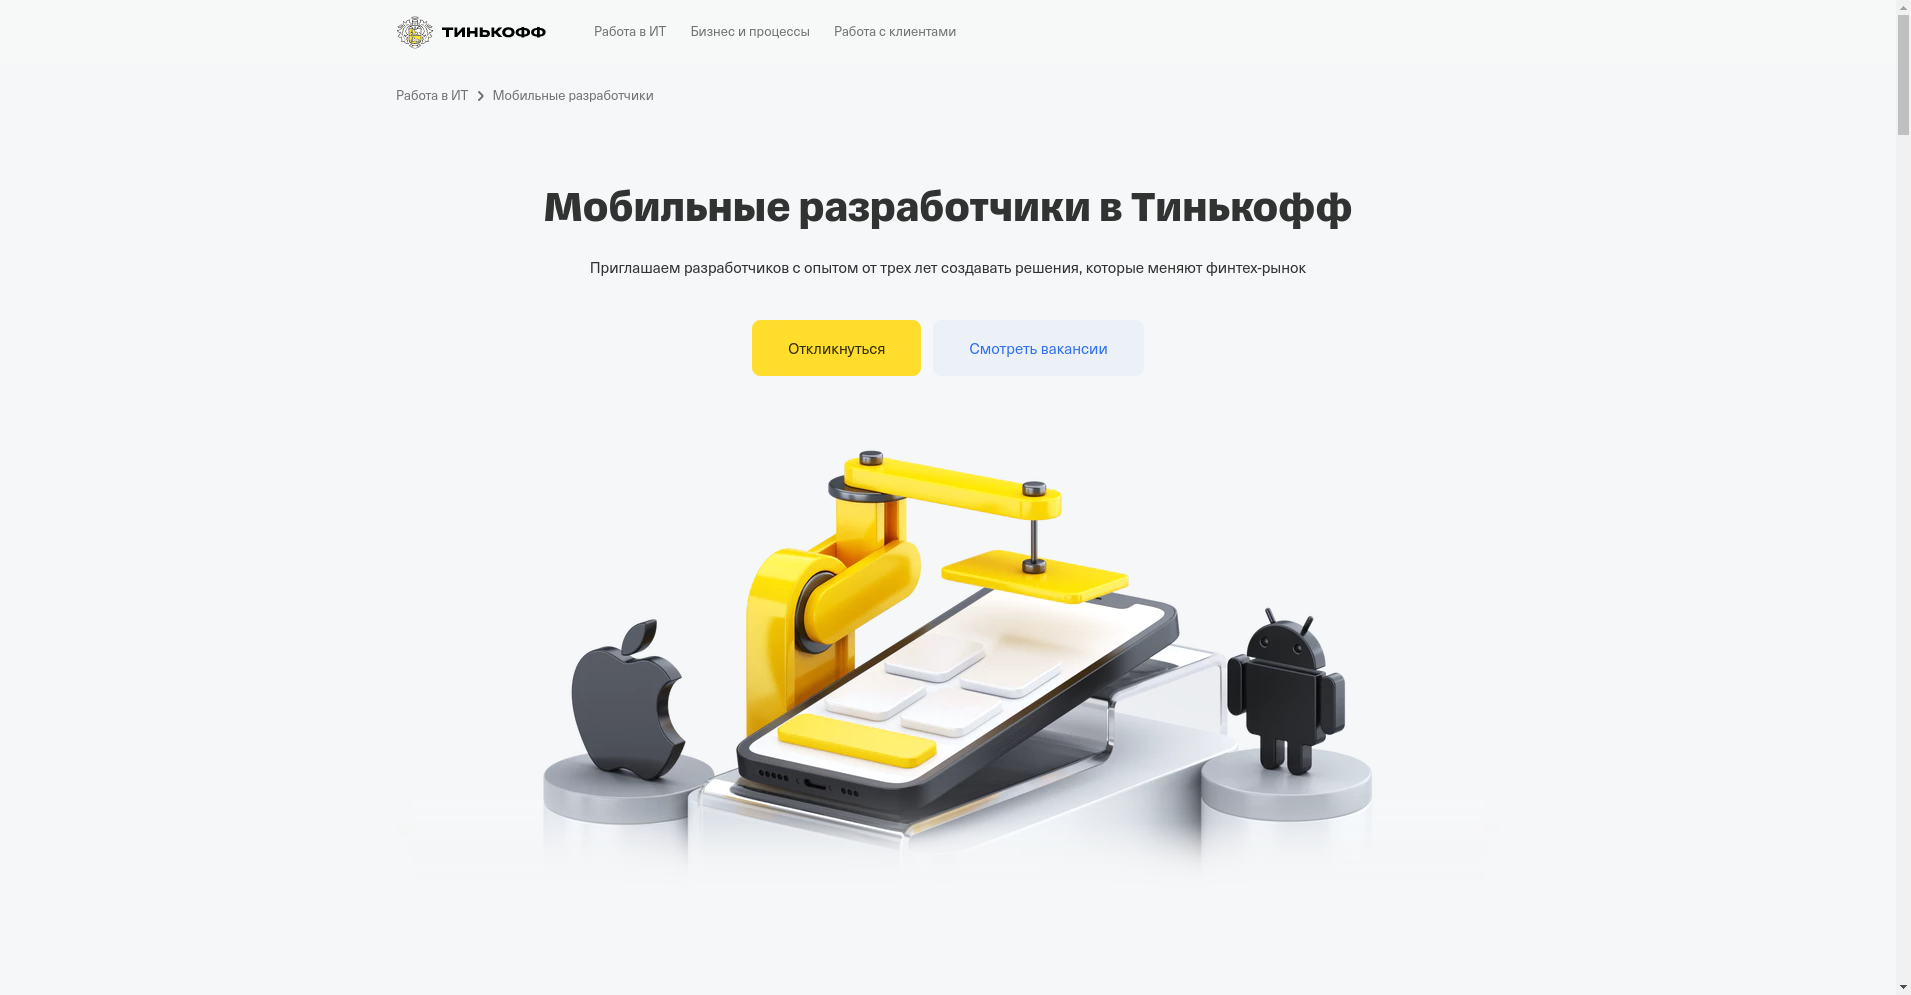 ТИНЬКОФФ
Работа в ИТ
Бизнес и процессы
Работа с клиентами
Работа в ИТ
Мобильные разработчики
Мобильные разработчики в Тинькофф
Приглашаем разработчиков с опытом от трех лет создавать решения, которые меняют финтех-рынок
Откликнуться
Смотреть вакансии